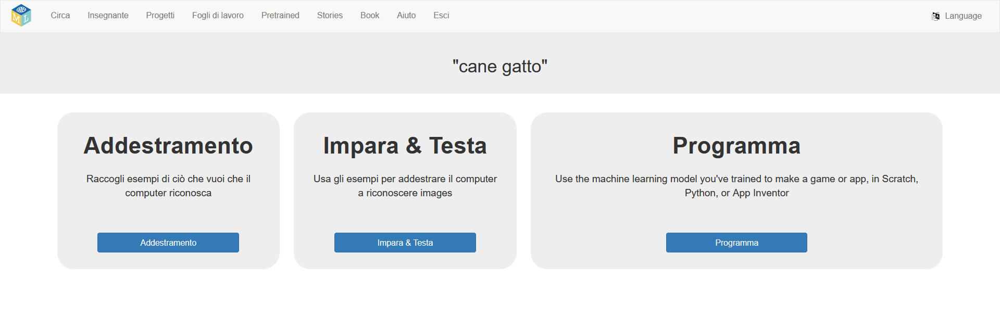 M L
Circa Insegnante Progetti Fogli di lavoro Pretrained Stories Book Aiuto Esci Language
"cane gatto"
Addestramento
Raccogli esempi di ciò che vuoi che il
computer riconosca
Addestramento
Impara & Testa
Usa gli esempi per addestrare il computer
a riconoscere images
Impara & Testa
Programma
Use the machine learning model you've trained to make a game or app, in Scratch,
Python, or App Inventor
Programma